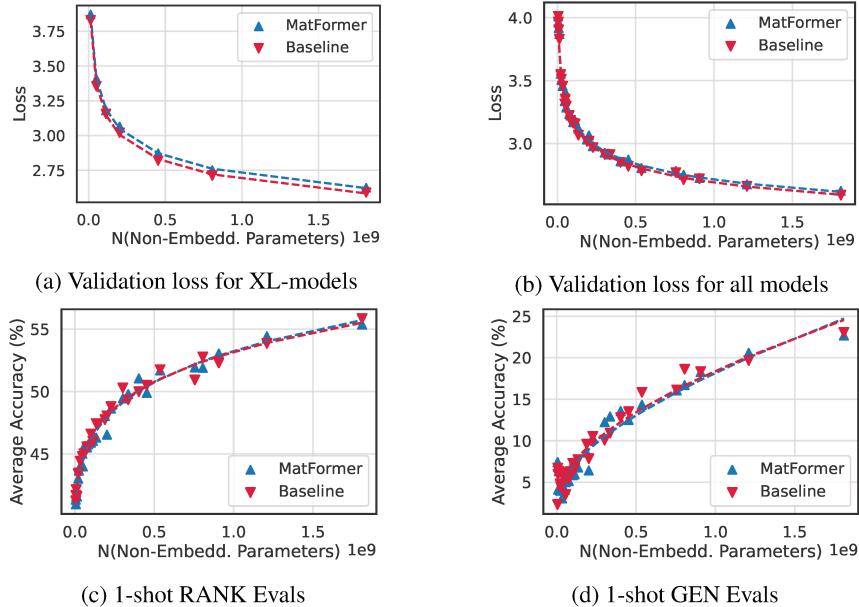 3.75
3.50
3.25
3.00
2.75
Loss
MatFormer
Baseline
0.0 0.5 1.0 1.5
N(Non-Embedd. Parameters) 1e9
(a) Validation loss for XL-models
4.0
3.5
3.0
Loss
MatFormer
Baseline
0.0 0.5 1.0 1.5
N(Non-Embedd. Parameters) 1e9
(b) Validation loss for all models
55
50
45
Average Accuracy (%)
MatFormer
Baseline
0.0 0.5 1.0 1.5
N(Non-Embedd. Parameters) 1e9
(c) 1-shot RANK Evals
25
20
15
10
5
Average Accuracy (%)
MatFormer
Baseline
0.0 0.5 1.0 1.5
N(Non-Embedd. Parameters) 1e9
(d) 1-shot GEN Evals